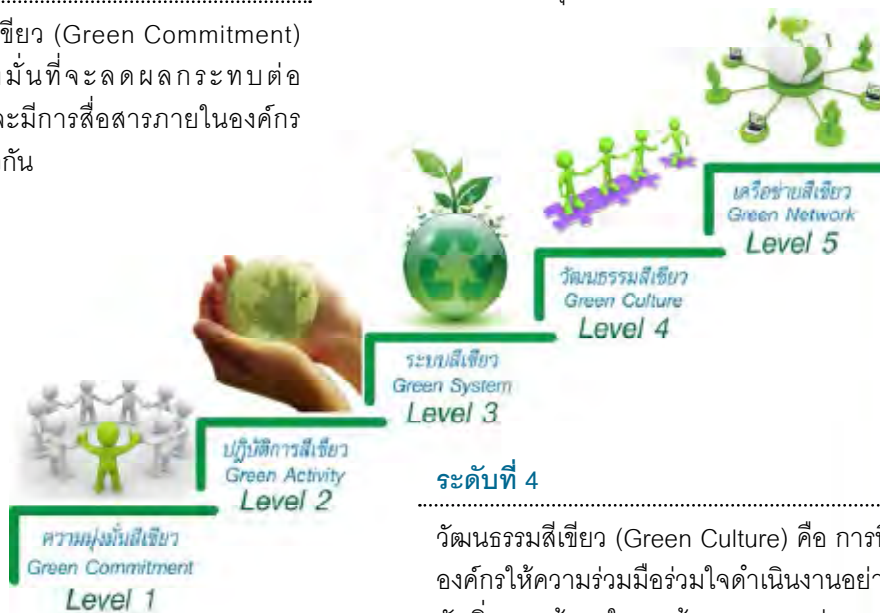 ขียว (Green Commitment)
มั่นที่จะลดผลกระทบต่อ
ละมีการสื่อสารภายในองค์กร
กัน
เครือข่ายสีเขียว
Green Network
Level 5
วัฒนธรรมสีเขียว
Green Culture
Level 4
ระบบสีเขียว
Green System
Level 3
ปฏิบัติการสีเขียว
Green Activity
Level 2
ความมุ่งมั่นสีเขียว
Green Commitment
Level 1
ระดับที่ 4
วัฒนธรรมสีเขียว (Green Culture) คือ การที
องค์กรให้ความร่วมมือร่วมใจดำเนินงานอย่า